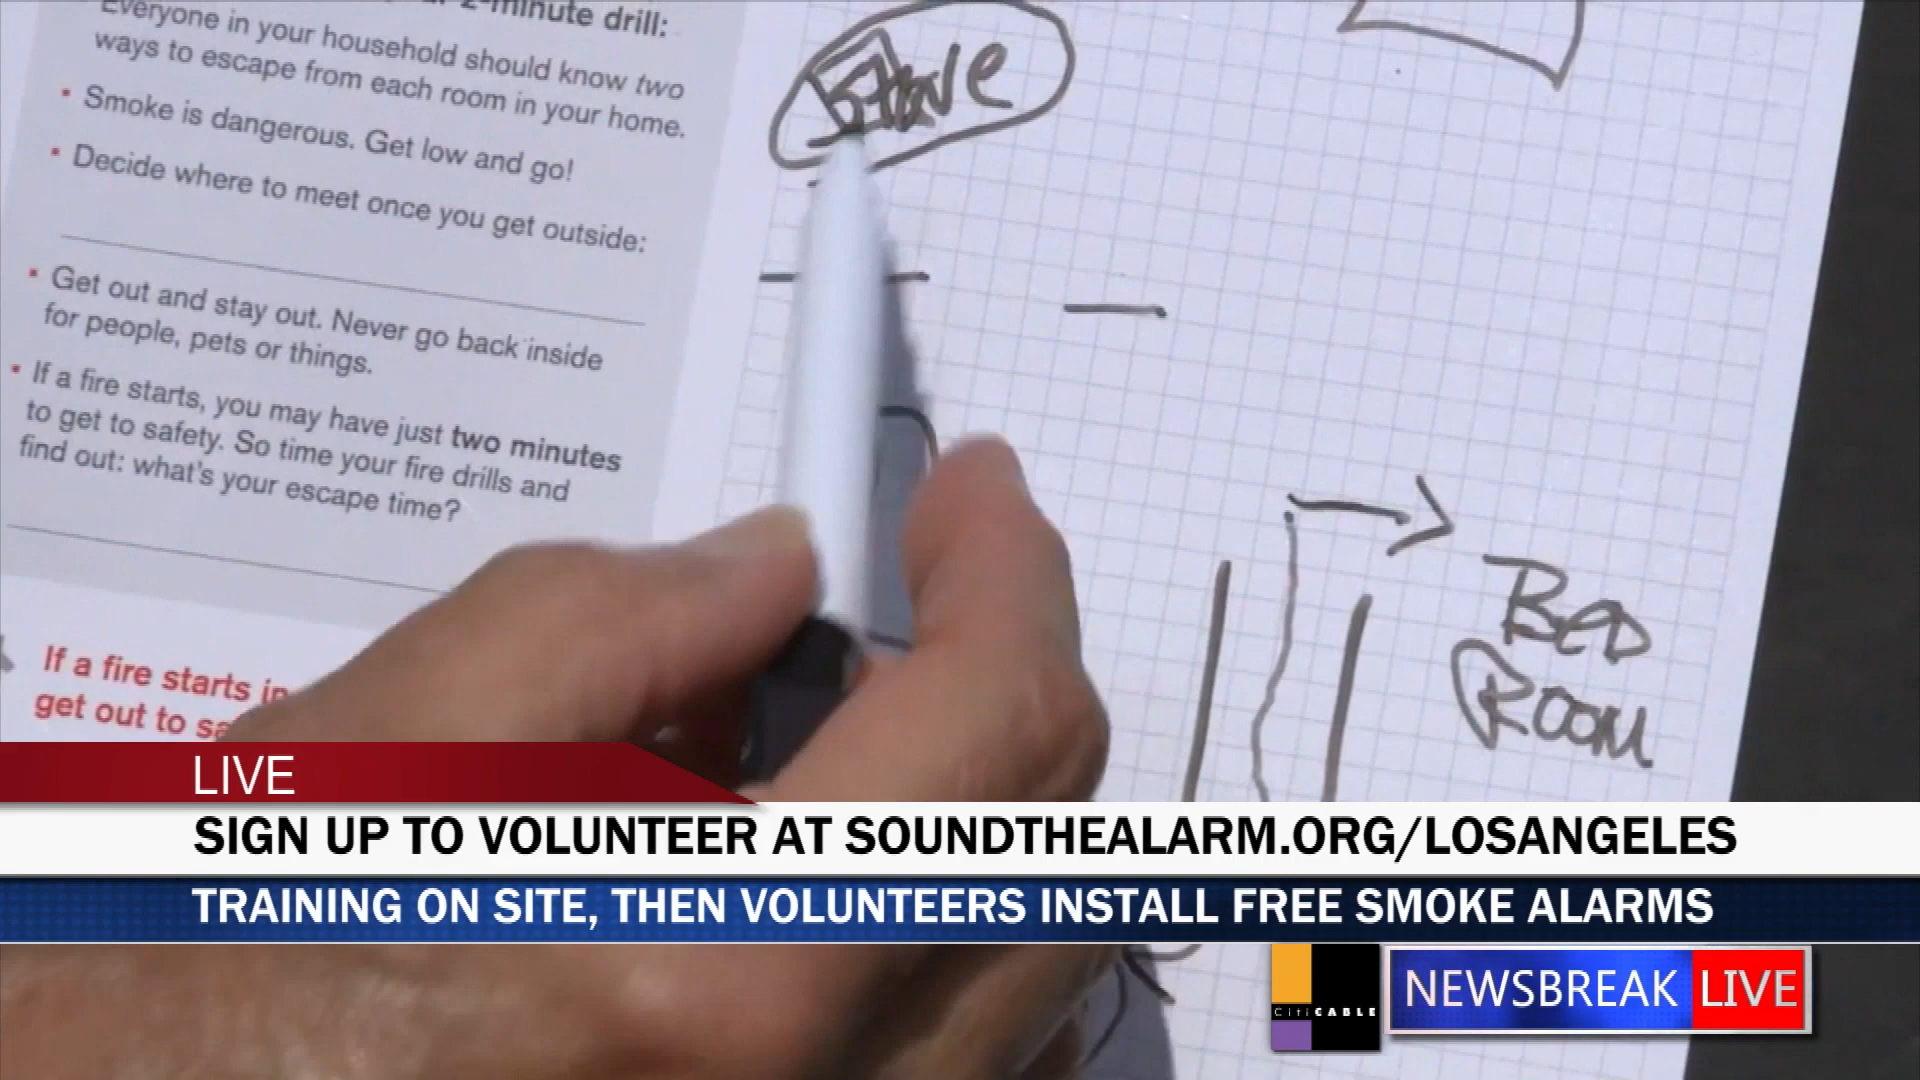 2-minute drill:
Everyone in your household should know two
ways to escape from each room in your home.
Smoke is dangerous. Get low and go!
Decide where to meet once you get outside:
Get out and stay out. Never go back inside
for people, pets or things.
If a fire starts, you may have just two minutes
to get to safety. So time your fire drills and
find out: what's your escape time?
If a fire starts in
get out to sa
Stove
BED
ROOM
LIVE
SIGN UP TO VOLUNTEER AT SOUNDTHEALARM.ORG/LOSANGELES
TRAINING ON SITE, THEN VOLUNTEERS INSTALL FREE SMOKE ALARMS
CitiCABLE
NEWSBREAK LIVE